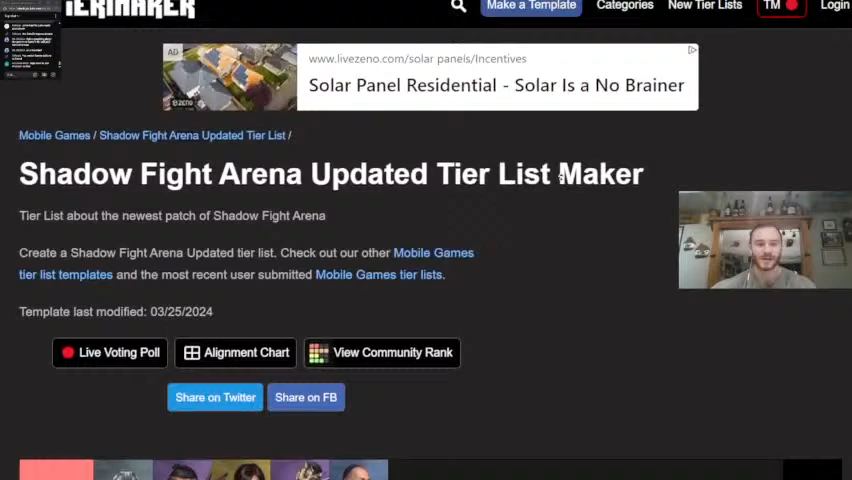 TIERMAKER
Make a Template
Categories
New Tier Lists
TM
Login
AD
www.livezeno.com/solar panels/Incentives
Solar Panel Residential - Solar Is a No Brainer
Mobile Games / Shadow Fight Arena Updated Tier List /
Shadow Fight Arena Updated Tier List Maker
Tier List about the newest patch of Shadow Fight Arena
Create a Shadow Fight Arena Updated tier list. Check out our other Mobile Games
tier list templates and the most recent user submitted Mobile Games tier lists.
Template last modified: 03/25/2024
Live Voting Poll
Alignment Chart
View Community Rank
Share on Twitter
Share on FB